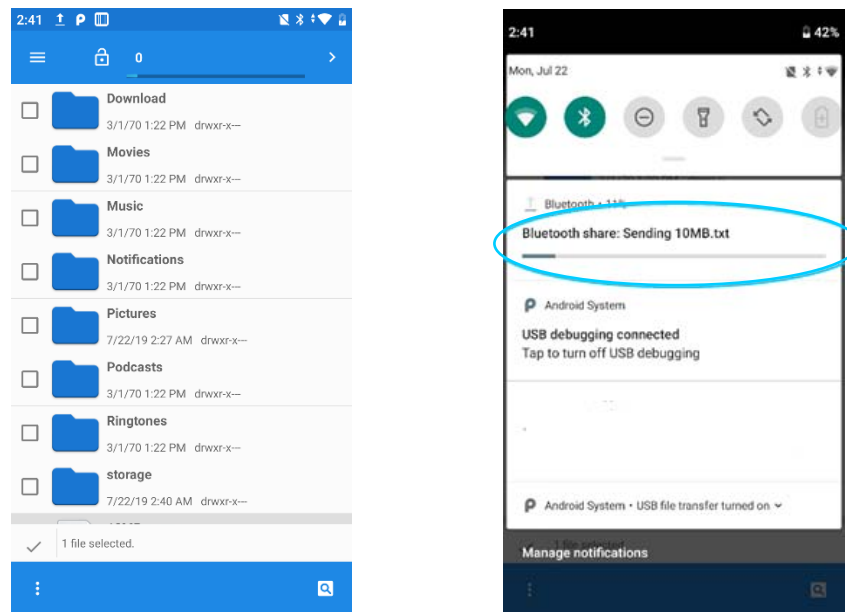 2:41
0
Download
3/1/70 1:22 PM drwxr-x---
Movies
3/1/70 1:22 PM drwxr-x---
Music
3/1/70 1:22 PM drwxr-x---
Notifications
3/1/70 1:22 PM drwxr-x---
Pictures
7/22/19 2:27 AM drwxr-x---
Podcasts
3/1/70 1:22 PM drwxr-x---
Ringtones
3/1/70 1:22 PM drwxr-x---
storage
7/22/19 2:40 AM drwxr-x---
1 file selected.
2:41 42%
Mon, Jul 22
Bluetooth • 11%
Bluetooth share: Sending 10MB.txt
Android System
USB debugging connected
Tap to turn off USB debugging
Android System • USB file transfer turned on
1 file selected
Manage notifications